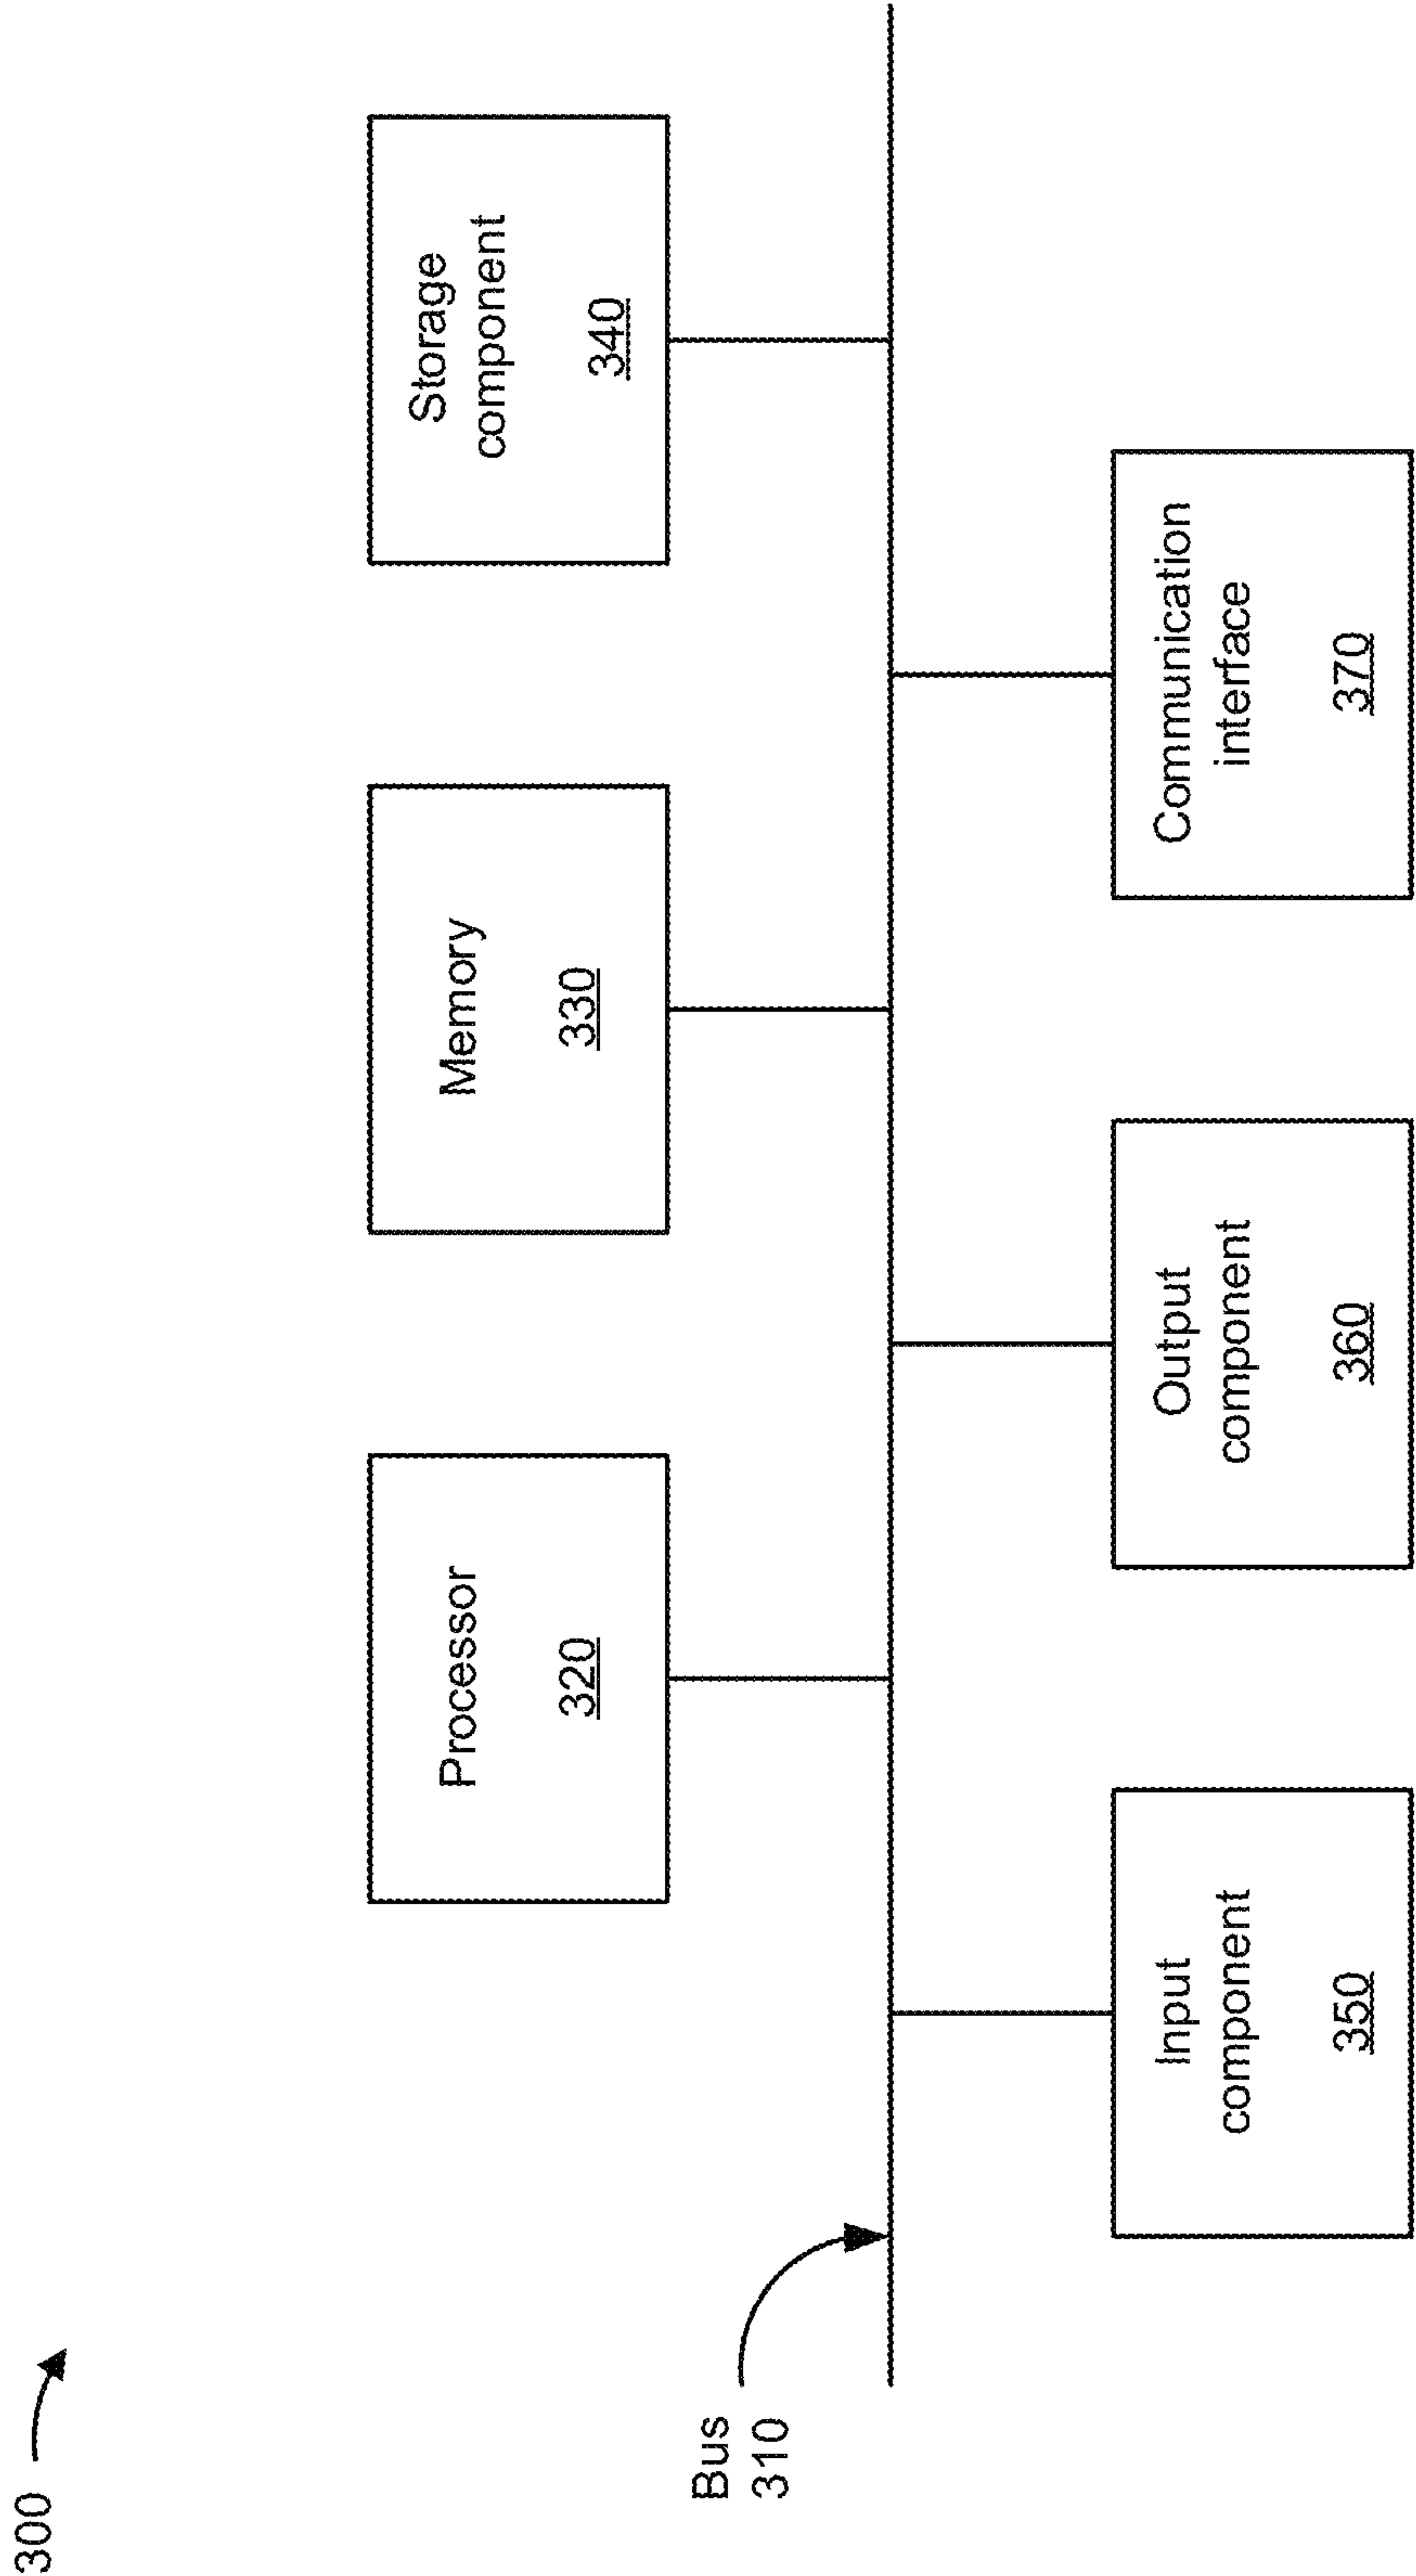 300
Bus
310
Processor
320
Memory
330
Storage
component
340
Input
component
350
Output
component
360
Communication
interface
370